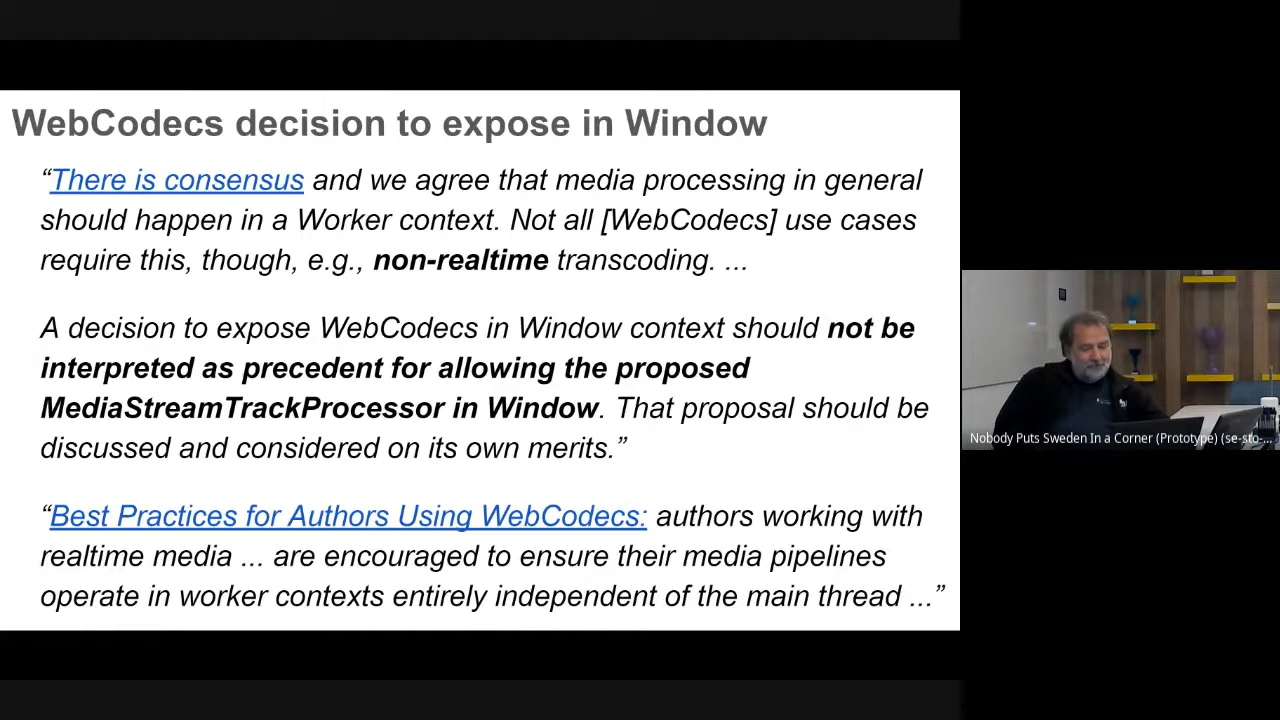 WebCodecs decision to expose in Window
“There is consensus and we agree that media processing in general
should happen in a Worker context. Not all [WebCodecs] use cases
require this, though, e.g., non-realtime transcoding. ...
A decision to expose WebCodecs in Window context should not be
interpreted as precedent for allowing the proposed
MediaStreamTrackProcessor in Window. That proposal should be
discussed and considered on its own merits.”
“Best Practices for Authors Using WebCodecs: authors working with
realtime media ... are encouraged to ensure their media pipelines
operate in worker contexts entirely independent of the main thread ...”
Nobody Puts Sweden In a Corner (Prototype) (se-sto-...